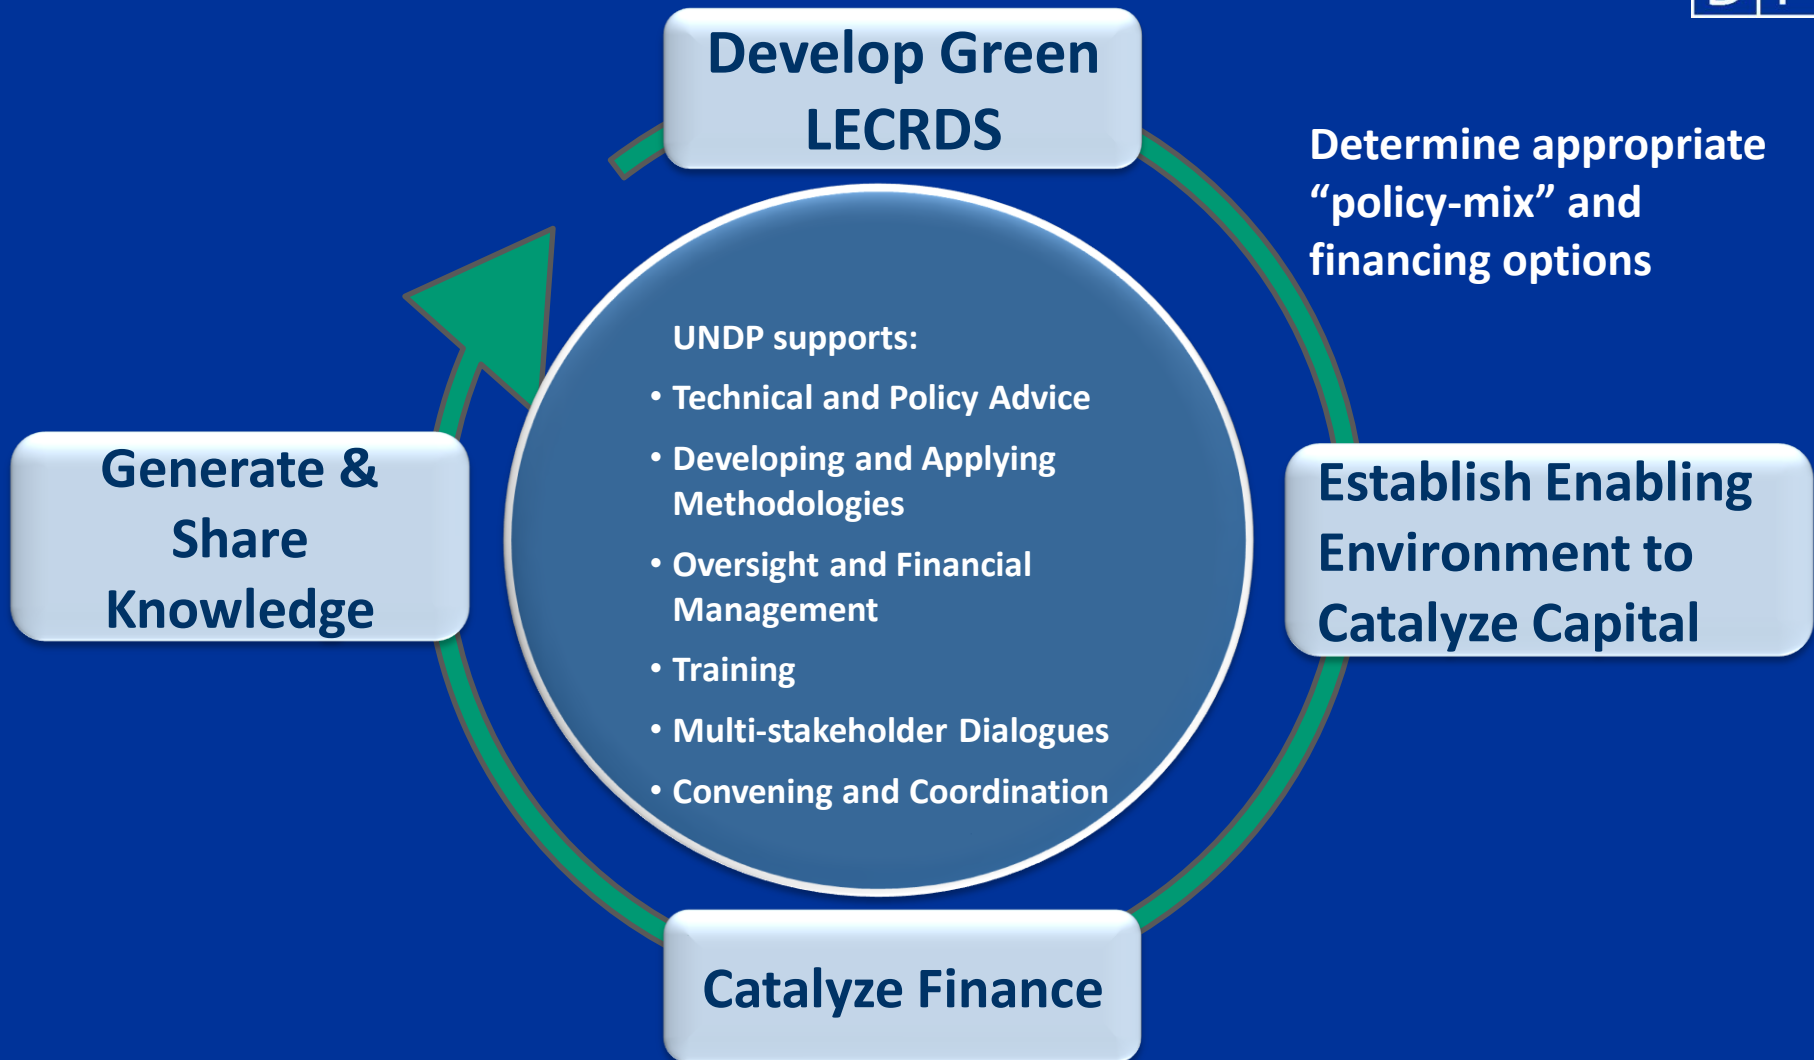 Develop Green
LECRDS
Determine appropriate
“policy-mix” and
financing options
UNDP supports:
• Technical and Policy Advice
• Developing and Applying
Methodologies
• Oversight and Financial
Management
• Training
• Multi-stakeholder Dialogues
• Convening and Coordination
Generate &
Share
Knowledge
Establish Enabling
Environment to
Catalyze Capital
Catalyze Finance